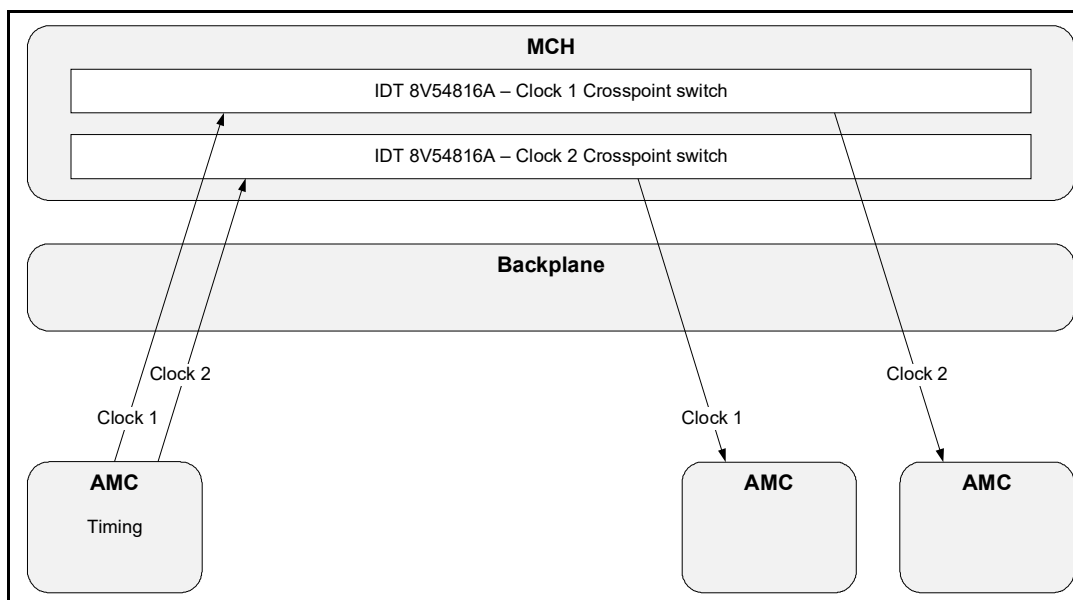 MCH
IDT 8V54816A – Clock 1 Crosspoint switch
IDT 8V54816A – Clock 2 Crosspoint switch
Backplane
Clock 2
Clock 2
Clock 1
Clock 1
AMC
AMC
AMC
Timing